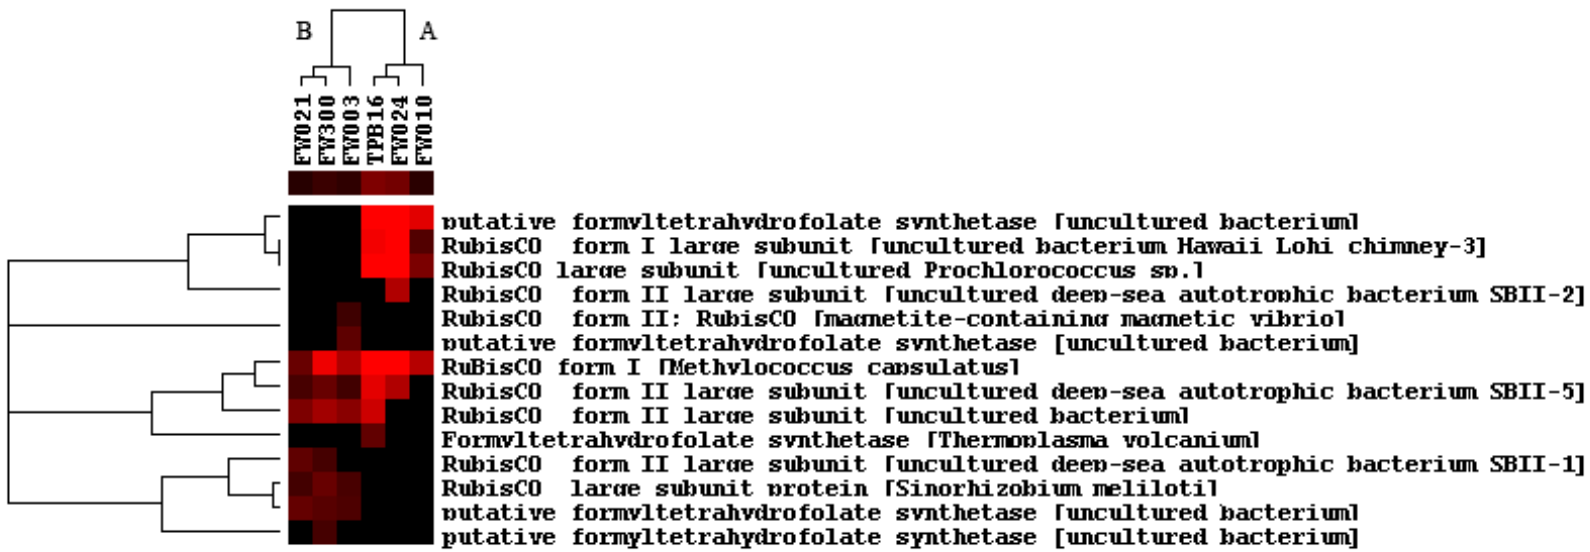 B A
FW021
FW300
FW003
TPB16
FW024
FW010
putative formyltetrahydrofolate synthetase [uncultured bacterium]
RubisCO form I large subunit [uncultured bacterium Hawaii Lohi chimney-3]
RubisCO large subunit [uncultured Prochlorococcus sp.]
RubisCO form II large subunit [uncultured deep-sea autotrophic bacterium SBII-2]
RubisCO form II; RubisCO [magnetite-containing magnetic vibrio]
putative formyltetrahydrofolate synthetase [uncultured bacterium]
RuBisCO form I [Methylococcus capsulatus]
RubisCO form II large subunit [uncultured deep-sea autotrophic bacterium SBII-5]
RubisCO form II large subunit [uncultured bacterium]
Formyltetrahydrofolate synthetase [Thermoplasma volcanium]
RubisCO form II large subunit [uncultured deep-sea autotrophic bacterium SBII-1]
RubisCO large subunit protein [Sinorhizobium meliloti]
putative formyltetrahydrofolate synthetase [uncultured bacterium]
putative formyltetrahydrofolate synthetase [uncultured bacterium]